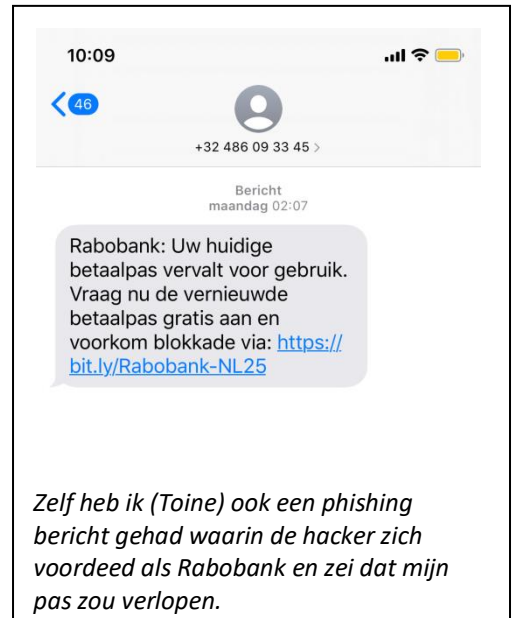 10:09
46
+32 486 09 33 45 >
Bericht
maandag 02:07
Rabobank: Uw huidige
betaalpas vervalt voor gebruik.
Vraag nu de vernieuwde
betaalpas gratis aan en
voorkom blokkade via: https://
bit.ly/Rabobank-NL25
Zelf heb ik (Toine) ook een phishing
bericht gehad waarin de hacker zich
voordeed als Rabobank en zei dat mijn
pas zou verlopen.